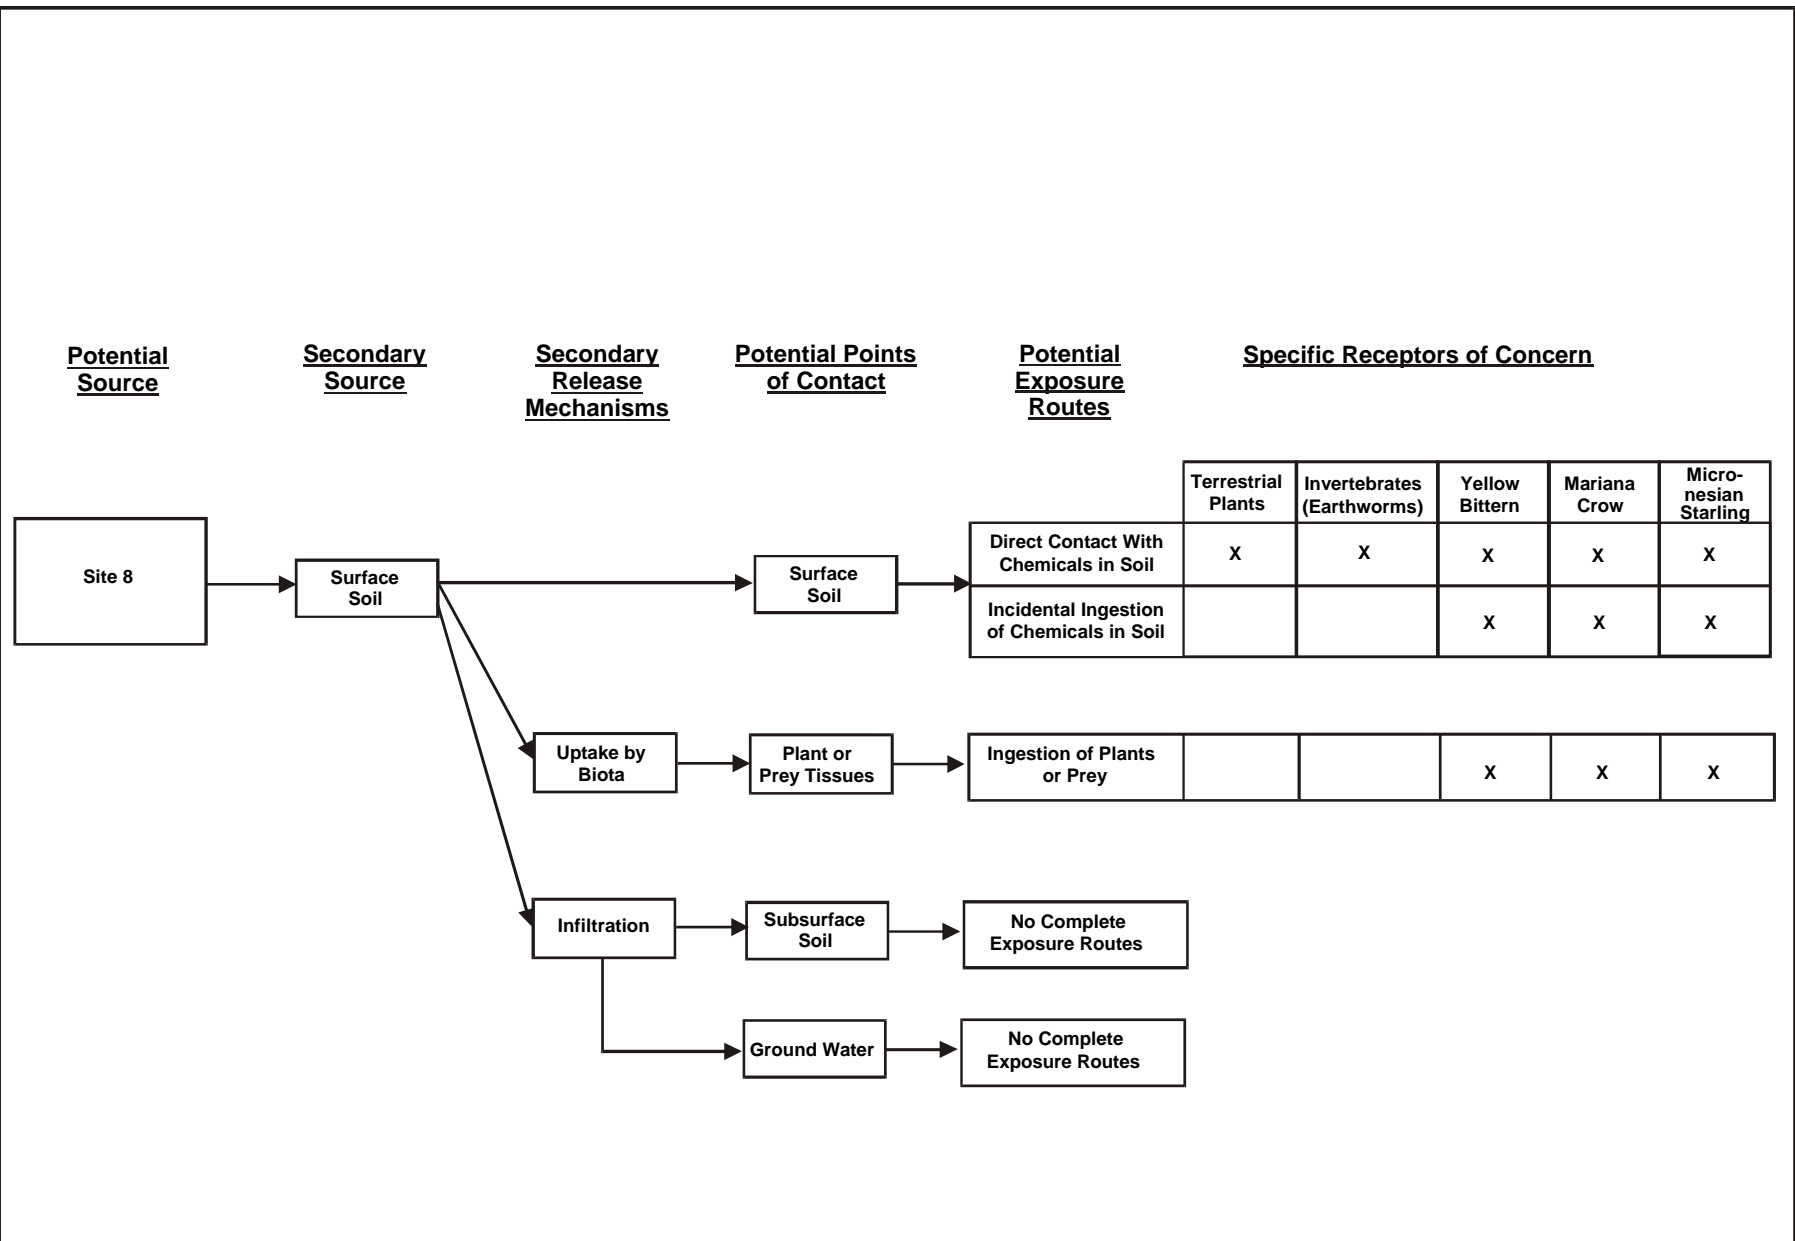 Potential
Source
Secondary
Source
Secondary
Release
Mechanisms
Potential Points
of Contact
Potential
Exposure
Routes
Specific Receptors of Concern
Terrestrial
Plants
Invertebrates
(Earthworms)
Yellow
Bittern
Mariana
Crow
Micro-
nesian
Starling
Site 8
Surface
Soil
Surface
Soil
Direct Contact With
Chemicals in Soil
X X X X X
Incidental Ingestion
of Chemicals in Soil
X X X
Uptake by
Biota
Plant or
Prey Tissues
Ingestion of Plants
or Prey
X X X
Infiltration
Subsurface
Soil
No Complete
Exposure Routes
Ground Water
No Complete
Exposure Routes